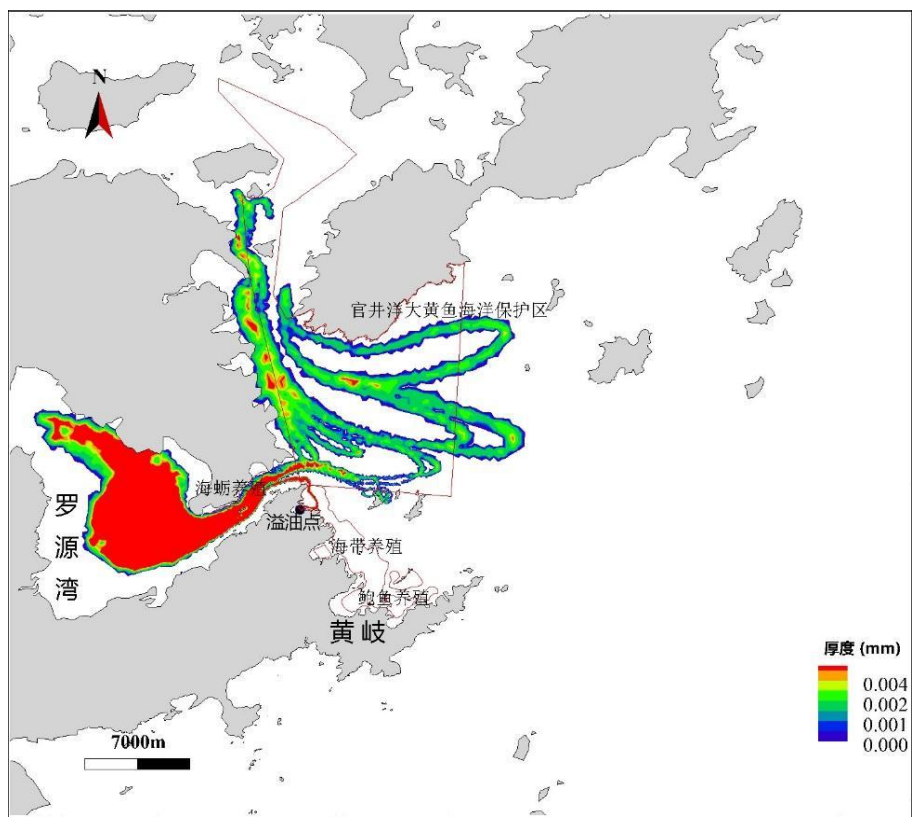 N
官井洋大黄鱼海洋保护区
海蛎养殖
罗
源
湾
溢油点
海带养殖
鲍鱼养殖
黄岐
厚度 (mm)
0.004
0.002
0.001
0.000
7000m